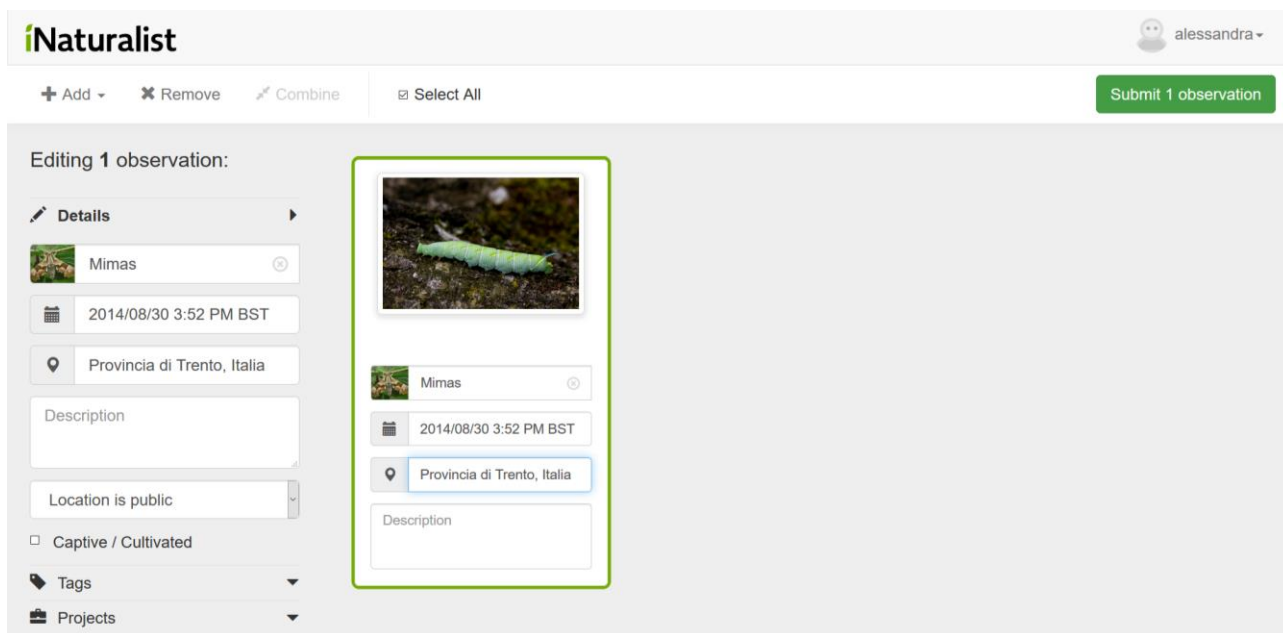 iNaturalist
alessandra
Add
Remove
Combine
Select All
Submit 1 observation
Editing 1 observation:
Details
Mimas
2014/08/30 3:52 PM BST
Provincia di Trento, Italia
Description
Location is public
Captive / Cultivated
Tags
Projects
Mimas
2014/08/30 3:52 PM BST
Provincia di Trento, Italia
Description